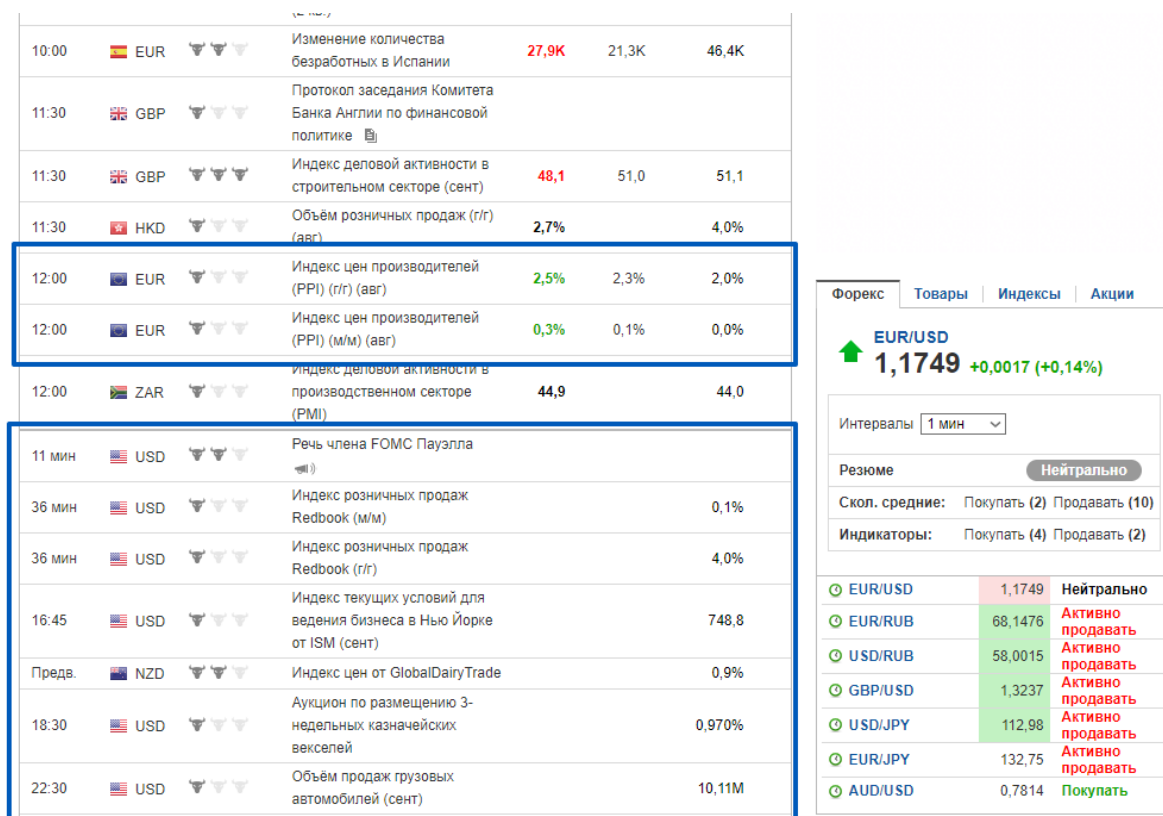 (2 кв.)
10:00 EUR Изменение количества безработных в Испании 27,9K 21,3K 46,4K
11:30 GBP Протокол заседания Комитета Банка Англии по финансовой политике
11:30 GBP Индекс деловой активности в строительном секторе (сент) 48,1 51,0 51,1
11:30 HKD Объём розничных продаж (г/г) (авг) 2,7% 4,0%
12:00 EUR Индекс цен производителей (PPI) (г/г) (авг) 2,5% 2,3% 2,0%
12:00 EUR Индекс цен производителей (PPI) (м/м) (авг) 0,3% 0,1% 0,0%
12:00 ZAR Индекс деловой активности в производственном секторе (PMI) 44,9 44,0
11 мин USD Речь члена FOMC Пауэлла
36 мин USD Индекс розничных продаж Redbook (м/м) 0,1%
36 мин USD Индекс розничных продаж Redbook (г/г) 4,0%
16:45 USD Индекс текущих условий для ведения бизнеса в Нью Йорке от ISM (сент) 748,8
Предв. NZD Индекс цен от GlobalDairyTrade 0,9%
18:30 USD Аукцион по размещению 3-недельных казначейских векселей 0,970%
22:30 USD Объём продаж грузовых автомобилей (сент) 10,11M
Форекс Товары Индексы Акции
EUR/USD
1,1749 +0,0017 (+0,14%)
Интервалы 1 мин
Резюме Нейтрально
Скол. средние: Покупать (2) Продавать (10)
Индикаторы: Покупать (4) Продавать (2)
EUR/USD 1,1749 Нейтрально
EUR/RUB 68,1476 Активно продавать
USD/RUB 58,0015 Активно продавать
GBP/USD 1,3237 Активно продавать
USD/JPY 112,98 Активно продавать
EUR/JPY 132,75 Активно продавать
AUD/USD 0,7814 Покупать